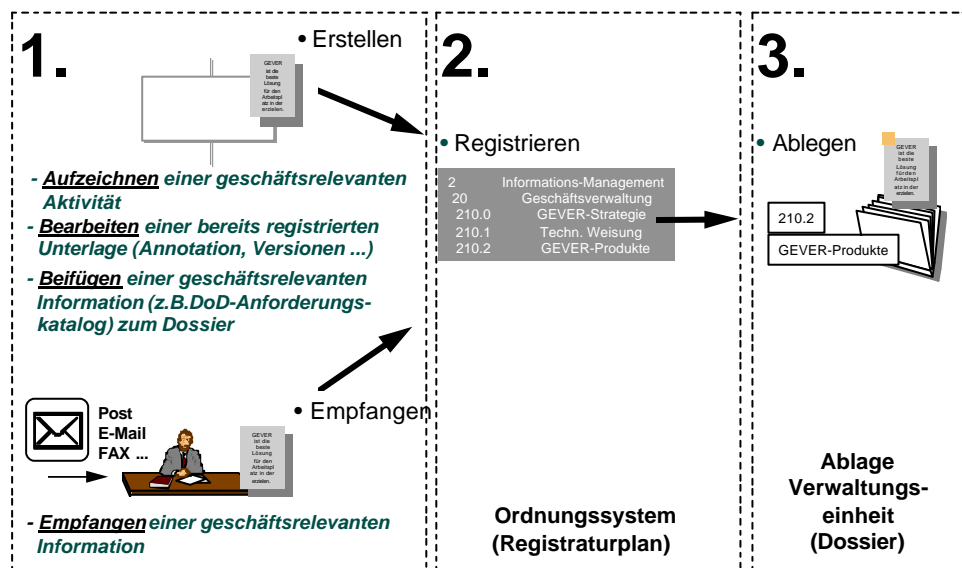 1.
• Erstellen
GEVER
ist die
beste
Lösung
für den
Arbeitspl
atz in der
erzielen.
- Aufzeichnen einer geschäftsrelevanten
Aktivität
- Bearbeiten einer bereits registrierten
Unterlage (Annotation, Versionen ...)
- Beifügen einer geschäftsrelevanten
Information (z.B.DoD-Anforderungs-
katalog) zum Dossier
• Empfangen
Post
E-Mail
FAX ...
GEVER
ist die
beste
Lösung
für den
Arbeitspl
atz in der
erzielen.
- Empfangen einer geschäftsrelevanten
Information
2.
• Registrieren
2 Informations-Management
20 Geschäftsverwaltung
210.0 GEVER-Strategie
210.1 Techn. Weisung
210.2 GEVER-Produkte
Ordnungssystem
(Registraturplan)
3.
• Ablegen
GEVER
ist die
beste
Lösung
fürden
Arbeitspl
atz in der
erzielen.
210.2
GEVER-Produkte
Ablage
Verwaltungs-
einheit
(Dossier)